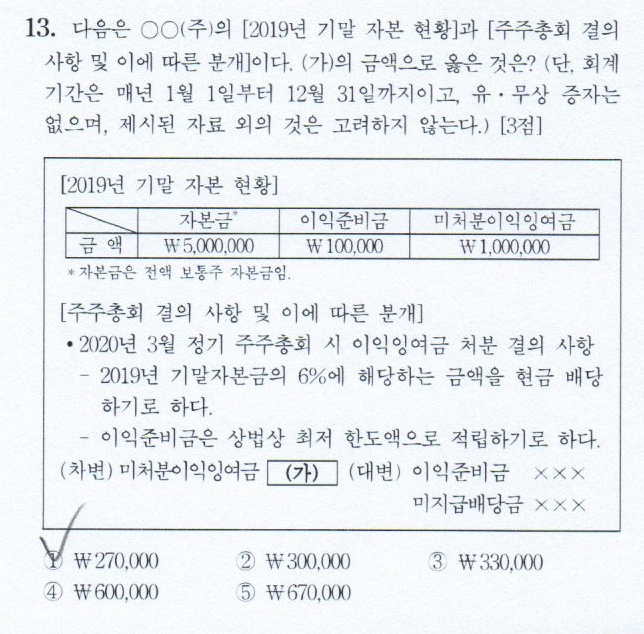 13. 다음은 ○○(주)의 [2019년 기말 자본 현황]과 [주주총회 결의
사항 및 이에 따른 분개]이다. (가)의 금액으로 옳은 것은? (단, 회계
기간은 매년 1월 1일부터 12월 31일까지이고, 유·무상 증자는
없으며, 제시된 자료 외의 것은 고려하지 않는다.) [3점]
[2019년 기말 자본 현황]
자본금* 이익준비금 미처분이익잉여금
금 액 ₩5,000,000 ₩100,000 ₩1,000,000
* 자본금은 전액 보통주 자본금임.
[주주총회 결의 사항 및 이에 따른 분개]
• 2020년 3월 정기 주주총회 시 이익잉여금 처분 결의 사항
- 2019년 기말자본금의 6%에 해당하는 금액을 현금 배당
하기로 하다.
- 이익준비금은 상법상 최저 한도액으로 적립하기로 하다.
(차변) 미처분이익잉여금 (가) (대변) 이익준비금 ×××
미지급배당금 ×××
① ₩270,000 ② ₩300,000 ③ ₩330,000
④ ₩600,000 ⑤ ₩670,000